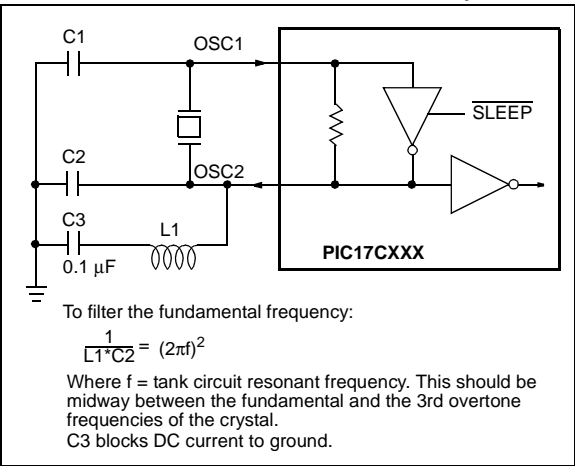 C1
OSC1
SLEEP
C2
OSC2
C3
L1
0.1 µF
PIC17CXXX
To filter the fundamental frequency:
1
L1*C2 = (2πf)2
Where f = tank circuit resonant frequency. This should be
midway between the fundamental and the 3rd overtone
frequencies of the crystal.
C3 blocks DC current to ground.